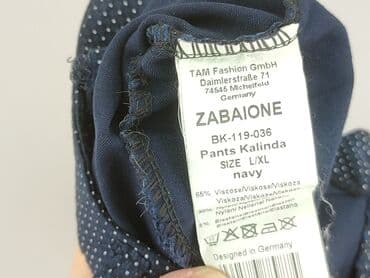 TAM Fashion GmbH
Daimlerstraße 71
74545 Michelfeld
Germany
ZABAIONE
BK-119-036
Pants Kalinda
SIZE L/XL
navy
65% Viscose/Viskose/Viskoza
Designed in Germany